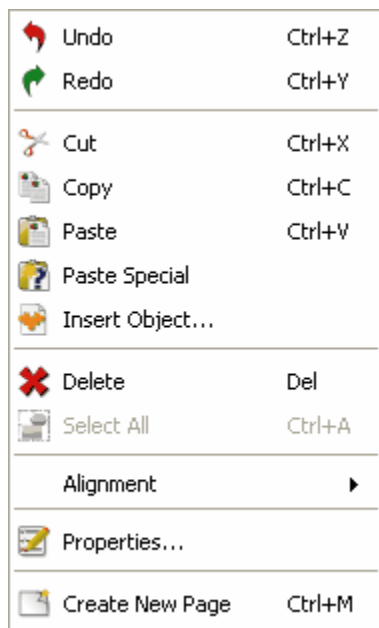 Undo Ctrl+Z
Redo Ctrl+Y
Cut Ctrl+X
Copy Ctrl+C
Paste Ctrl+V
Paste Special
Insert Object...
Delete Del
Select All Ctrl+A
Alignment
Properties...
Create New Page Ctrl+M